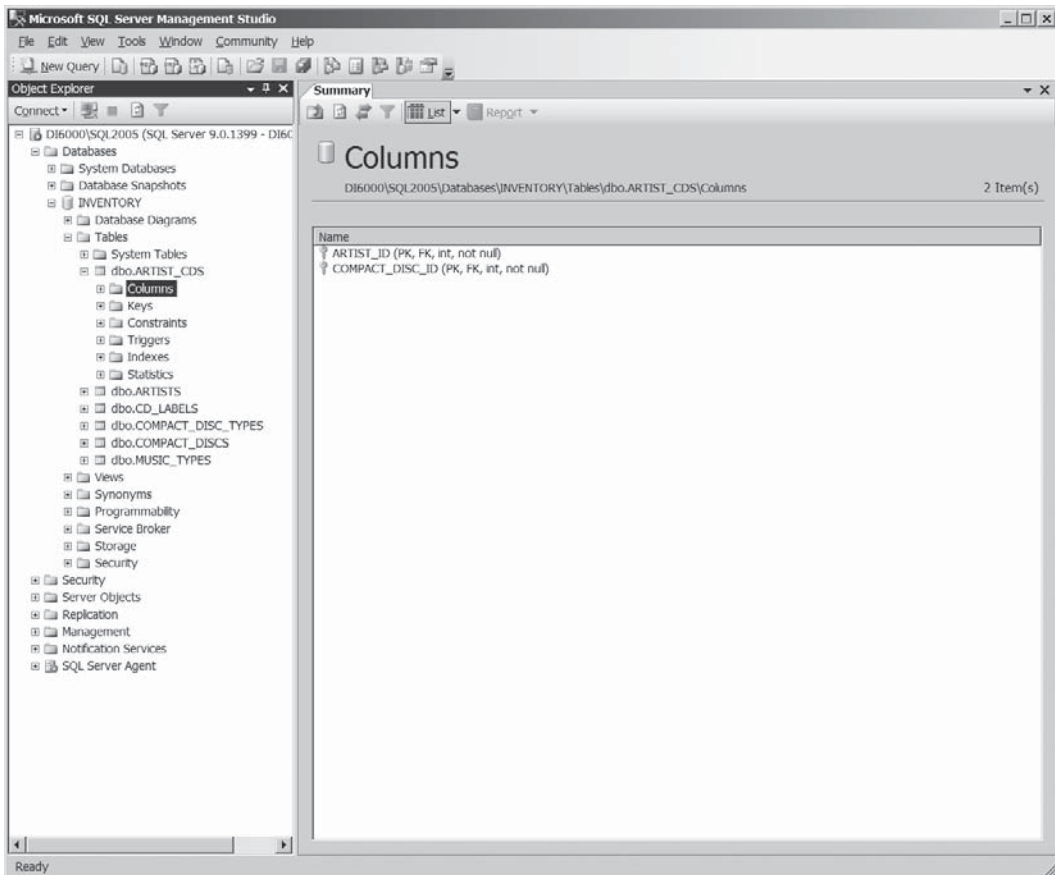 Microsoft SQL Server Management Studio
File Edit View Tools Window Community Help
New Query
Object Explorer
Connect
DI6000\SQL2005 (SQL Server 9.0.1399 - DI60
Databases
System Databases
Database Snapshots
INVENTORY
Database Diagrams
Tables
System Tables
dbo.ARTIST_CDS
Columns
Keys
Constraints
Triggers
Indexes
Statistics
dbo.ARTISTS
dbo.CD_LABELS
dbo.COMPACT_DISC_TYPES
dbo.COMPACT_DISCS
dbo.MUSIC_TYPES
Views
Synonyms
Programmability
Service Broker
Storage
Security
Security
Server Objects
Replication
Management
Notification Services
SQL Server Agent
Summary
List Report
Columns
DI6000\SQL2005\Databases\INVENTORY\Tables\dbo.ARTIST_CDS\Columns 2 Item(s)
Name
ARTIST_ID (PK, FK, int, not null)
COMPACT_DISC_ID (PK, FK, int, not null)
Ready